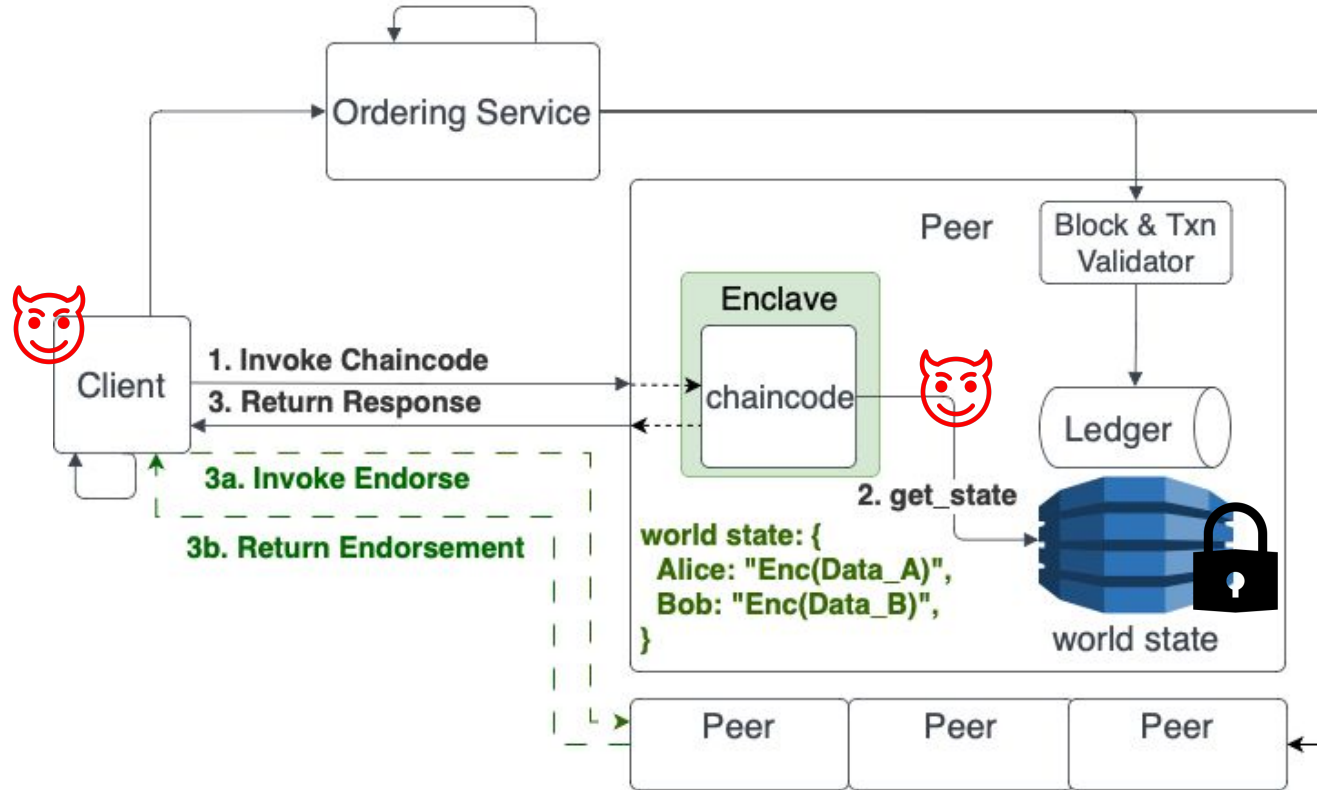 Ordering Service
Peer
Block & Txn
Validator
Enclave
Client
1. Invoke Chaincode
3. Return Response
chaincode
Ledger
3a. Invoke Endorse
2. get_state
3b. Return Endorsement
world state: {
Alice: "Enc(Data_A)",
Bob: "Enc(Data_B)",
}
world state
Peer
Peer
Peer